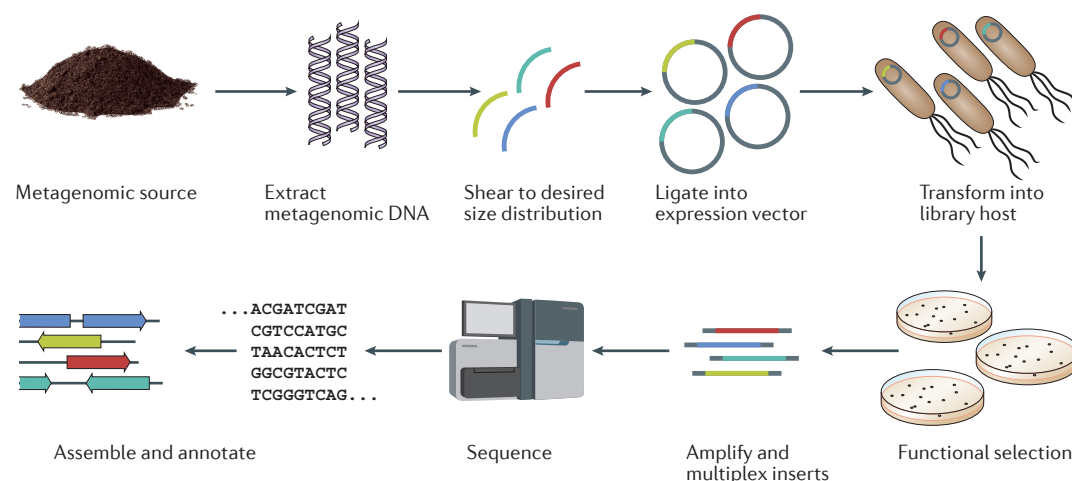 Metagenomic source
Extract
metagenomic DNA
Shear to desired
size distribution
Ligate into
expression vector
Transform into
library host
...ACGATCGAT
CGTCCATGC
TAACACTCT
GGCGTACTC
TCGGGTCAG...
Assemble and annotate
Sequence
Amplify and
multiplex inserts
Functional selection